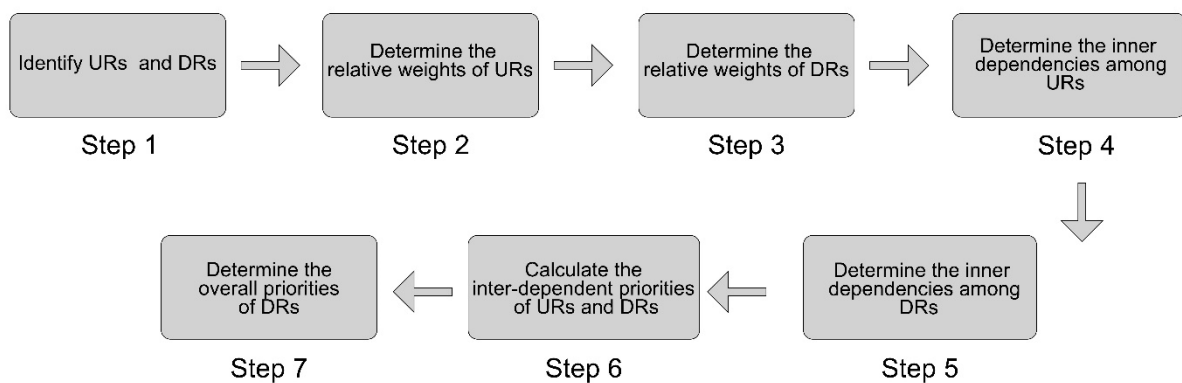 Identify URs and DRs
Step 1
Determine the
relative weights of URs
Step 2
Determine the
relative weights of DRs
Step 3
Determine the inner
dependencies among
URs
Step 4
Determine the inner
dependencies among
DRs
Step 5
Calculate the
inter-dependent priorities
of URs and DRs
Step 6
Determine the
overall priorities
of DRs
Step 7